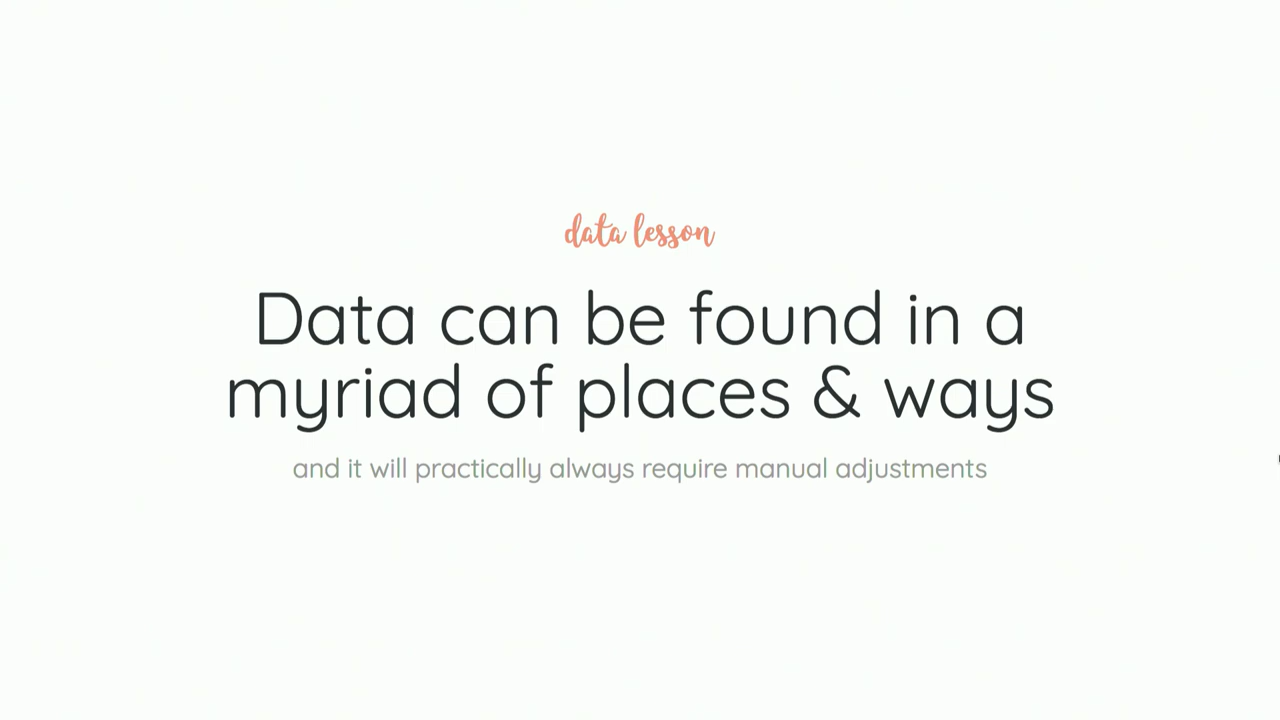 data lesson
Data can be found in a
myriad of places & ways
and it will practically always require manual adjustments